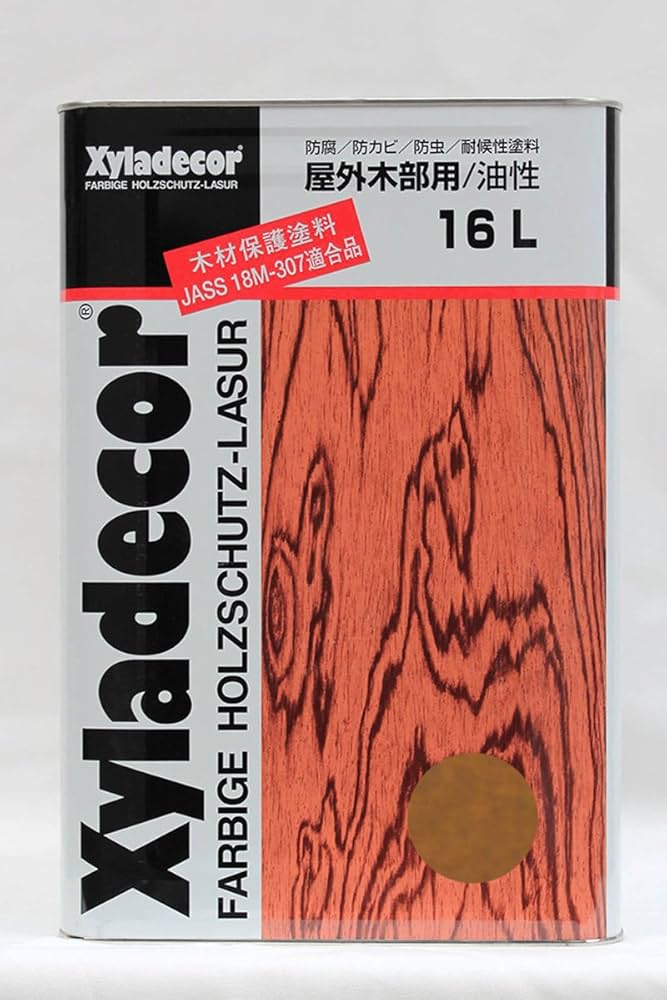 Xyladecor®
FARBIGE HOLZSCHUTZ-LASUR
防腐／防カビ／防虫／耐候性塗料
屋外木部用/油性
16 L
木材保護塗料
JASS 18M-307適合品
Xyladecor®
FARBIGE HOLZSCHUTZ-LASUR